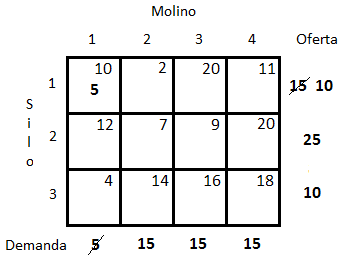 Molino
1 2 3 4 Oferta
1 10 2 20 11
5 15 10
S
i
l
o
2 12 7 9 20
25
3 4 14 16 18
10
Demanda 5 15 15 15